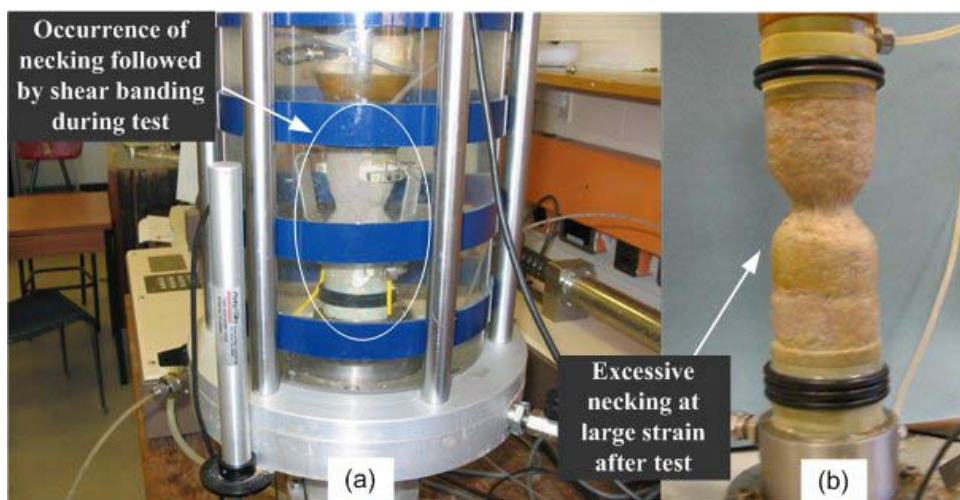 Occurrence of
necking followed
by shear banding
during test
(a)
Excessive
necking at
large strain
after test
(b)